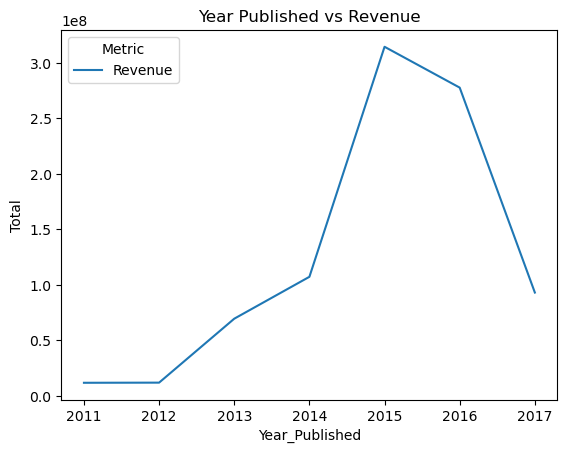 Year Published vs Revenue
1e8
Metric
Revenue
3.0
2.5
2.0
1.5
1.0
0.5
0.0
Total
2011 2012 2013 2014 2015 2016 2017
Year_Published